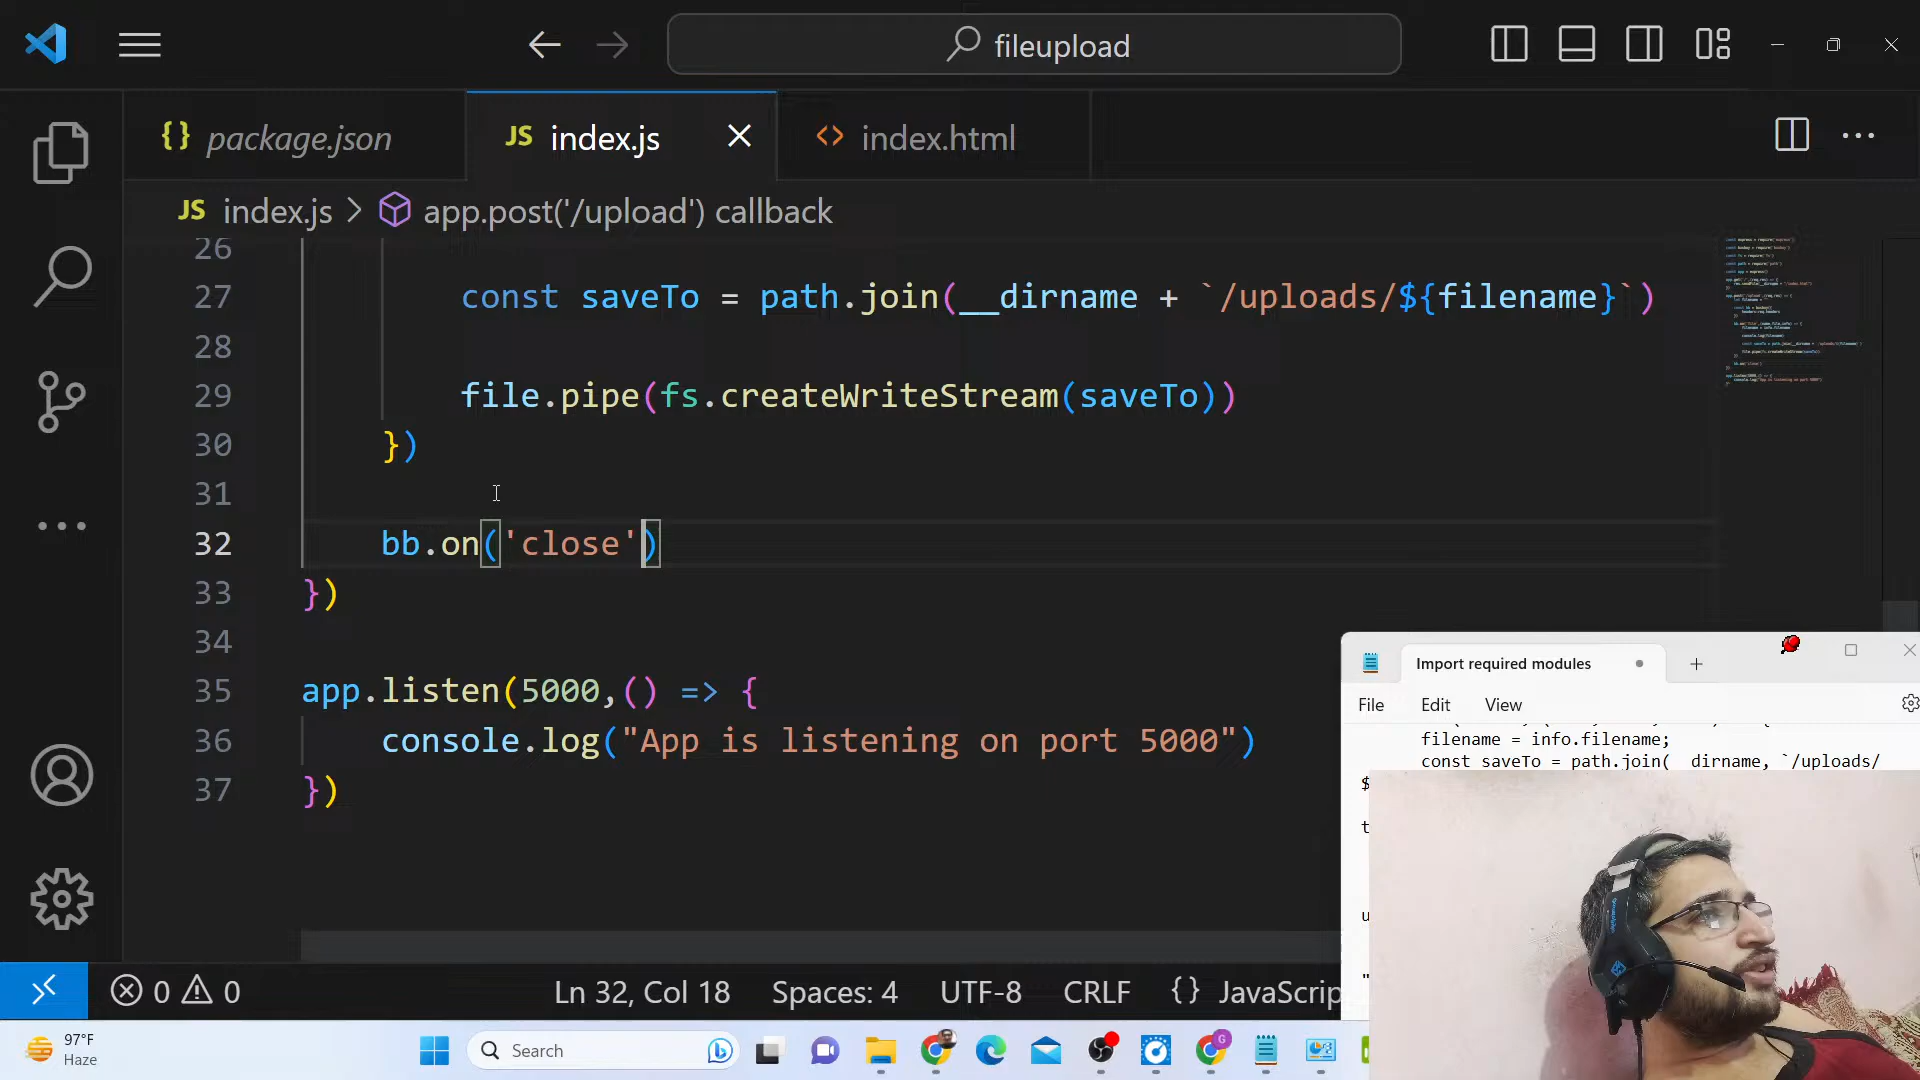 fileupload
package.json
JS index.js
index.html
JS index.js > app.post('/upload') callback
26
27 const saveTo = path.join(__dirname + `/uploads/${filename}`)
28
29 file.pipe(fs.createWriteStream(saveTo))
30 })
31
32 bb.on('close')
33 })
34
35 app.listen(5000,() => {
36 console.log("App is listening on port 5000")
37 })
Import required modules
File Edit View
filename = info.filename;
const saveTo = path.join(__dirname, `/uploads/
$
t
u
"
0 0 Ln 32, Col 18 Spaces: 4 UTF-8 CRLF {} JavaScrip
97°F
Haze
Search